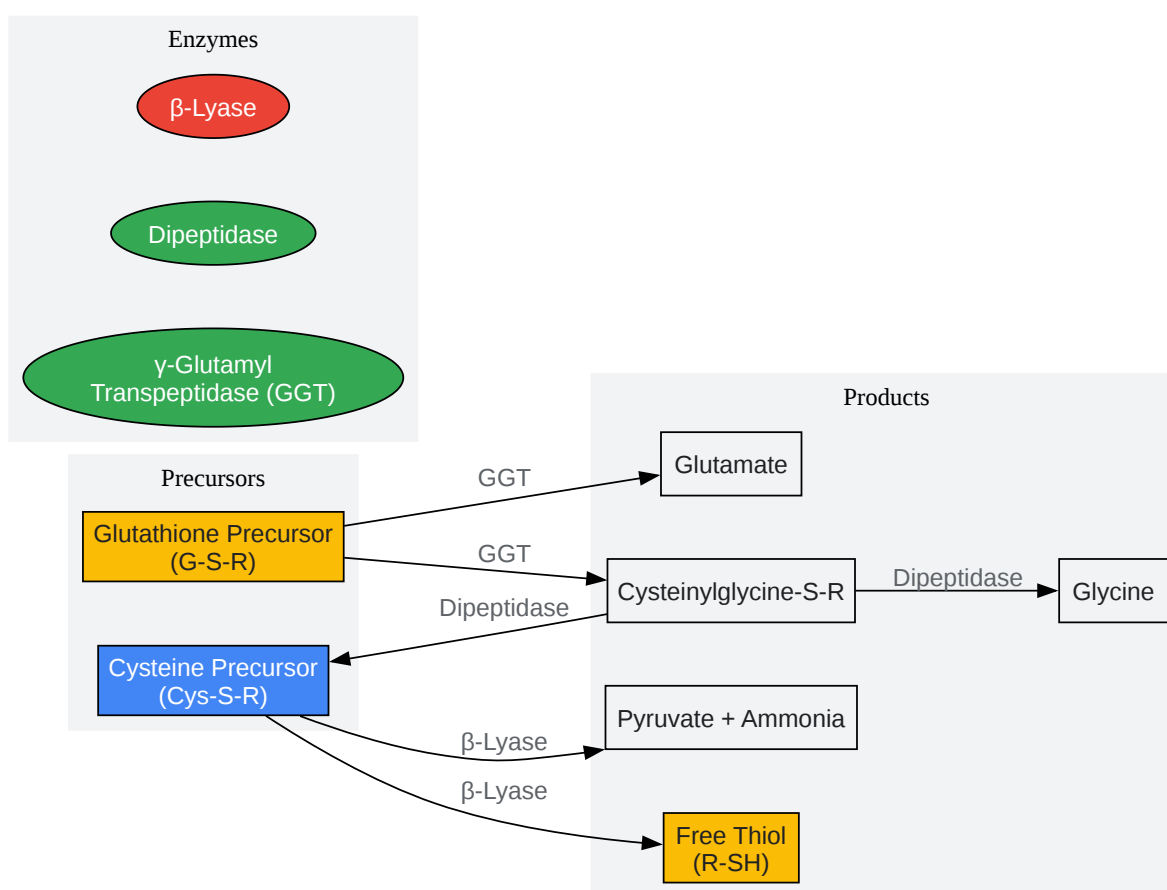 Enzymes
β-Lyase
Dipeptidase
γ-Glutamyl
Transpeptidase (GGT)
Precursors
Glutathione Precursor
(G-S-R)
Cysteine Precursor
(Cys-S-R)
GGT
GGT
Dipeptidase
β-Lyase
β-Lyase
Products
Glutamate
Cysteinylglycine-S-R
Dipeptidase
Glycine
Pyruvate + Ammonia
Free Thiol
(R-SH)